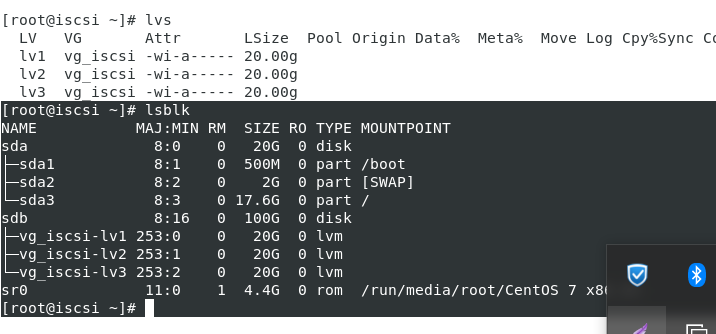 [root@iscsi ~]# lvs
  LV   VG       Attr       LSize  Pool Origin Data%  Meta%  Move Log Cpy%Sync
  lv1  vg_iscsi -wi-a----- 20.00g
  lv2  vg_iscsi -wi-a----- 20.00g
  lv3  vg_iscsi -wi-a----- 20.00g
[root@iscsi ~]# lsblk
NAME           MAJ:MIN RM  SIZE RO TYPE MOUNTPOINT
sda              8:0    0   20G  0 disk
├─sda1           8:1    0  500M  0 part /boot
├─sda2           8:2    0    2G  0 part [SWAP]
└─sda3           8:3    0 17.6G  0 part /
sdb              8:16   0  100G  0 disk
├─vg_iscsi-lv1 253:0    0   20G  0 lvm
├─vg_iscsi-lv2 253:1    0   20G  0 lvm
└─vg_iscsi-lv3 253:2    0   20G  0 lvm
sr0             11:0    1  4.4G  0 rom  /run/media/root/CentOS 7
[root@iscsi ~]#